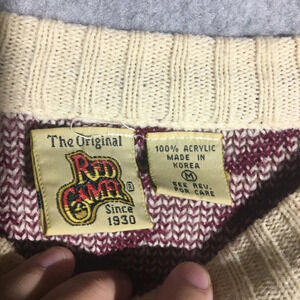 The Original
RED
CAMEL
®
Since
1930
100% ACRYLIC
MADE IN
KOREA
M
SEE REV.
FOR CARE